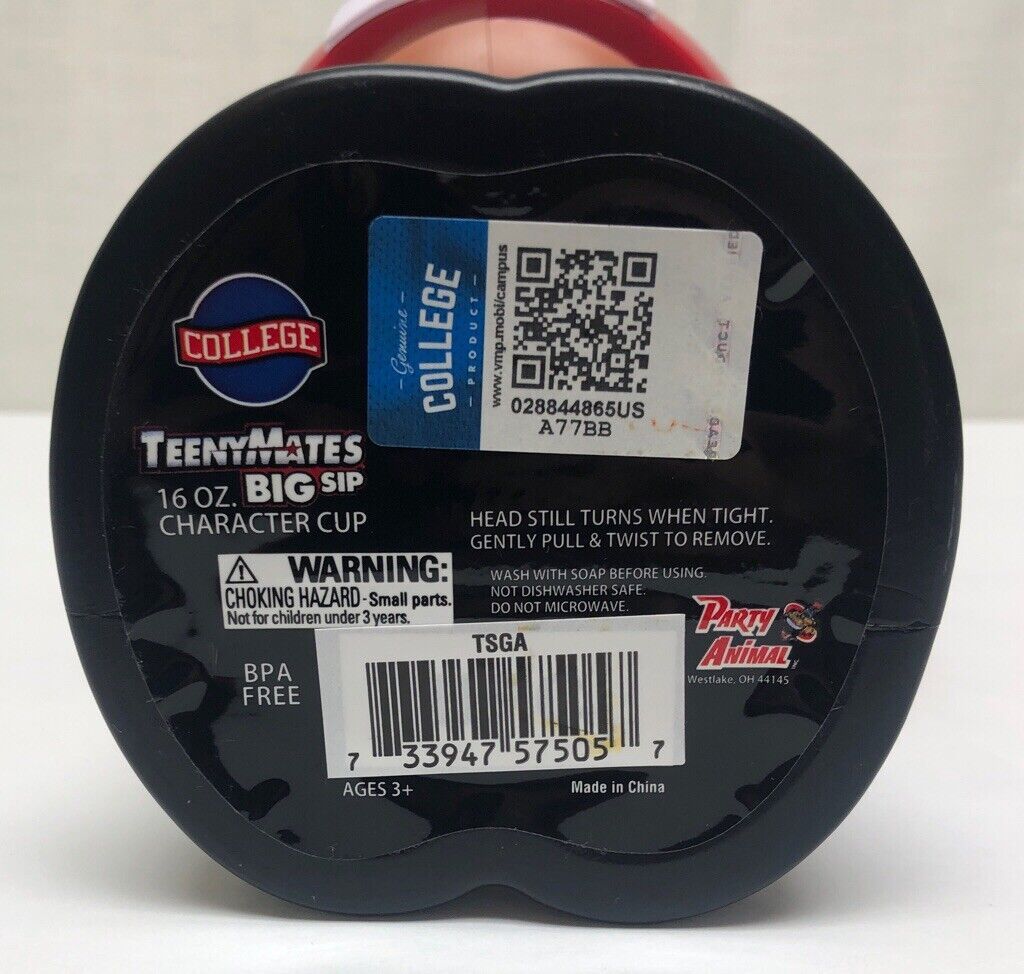 Genuine
COLLEGE
PRODUCT
www.vmp.mobi/campus
028844865US
A77BB
COLLEGE
TEENYMATES
BIG SIP
16 OZ.
CHARACTER CUP
HEAD STILL TURNS WHEN TIGHT.
GENTLY PULL & TWIST TO REMOVE.
WARNING:
CHOKING HAZARD - Small parts.
Not for children under 3 years.
WASH WITH SOAP BEFORE USING.
NOT DISHWASHER SAFE.
DO NOT MICROWAVE.
PARTY
ANIMAL
Westlake, OH 44145
BPA
FREE
TSGA
7 33947 57505 7
AGES 3+
Made in China